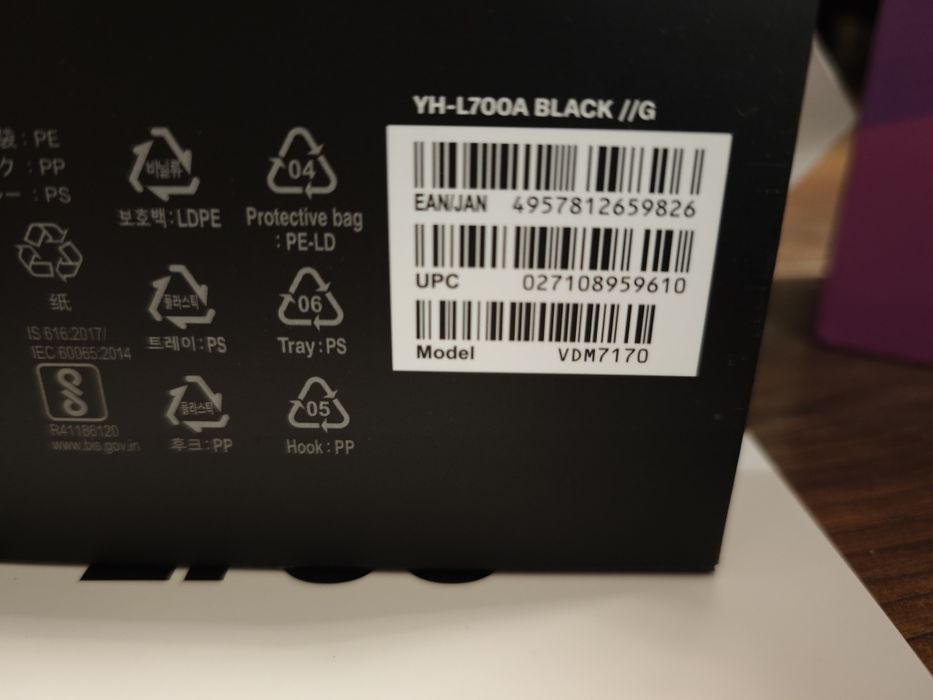 YH-L700A BLACK //G
EAN/JAN 4957812659826
UPC 027108959610
Model VDM7170
袋 : PE
ク : PP
ー : PS
비닐류
보호백 : LDPE
04
Protective bag
: PE-LD
纸
플라스틱
트레이 : PS
06
Tray : PS
IS 616:2017/
IEC 60065:2014
R41186120
www.bis.gov.in
플라스틱
후크 : PP
05
Hook : PP